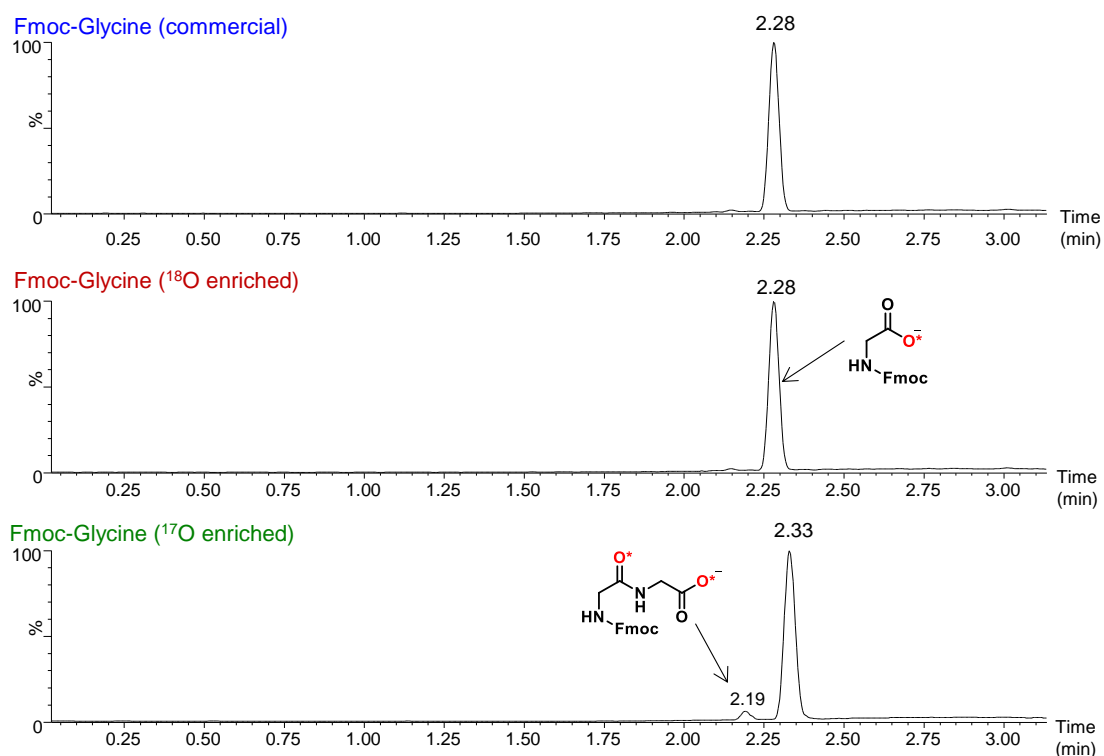 Fmoc-Glycine (commercial)
2.28
100
%
0
0.25 0.50 0.75 1.00 1.25 1.50 1.75 2.00 2.25 2.50 2.75 3.00
Time
(min)
Fmoc-Glycine (¹⁸O enriched)
2.28
100
%
0
O
O*⁻
HN
Fmoc
0.25 0.50 0.75 1.00 1.25 1.50 1.75 2.00 2.25 2.50 2.75 3.00
Time
(min)
Fmoc-Glycine (¹⁷O enriched)
2.33
100
%
0
O*
O*⁻
N
H
O
HN
Fmoc
2.19
0.25 0.50 0.75 1.00 1.25 1.50 1.75 2.00 2.25 2.50 2.75 3.00
Time
(min)